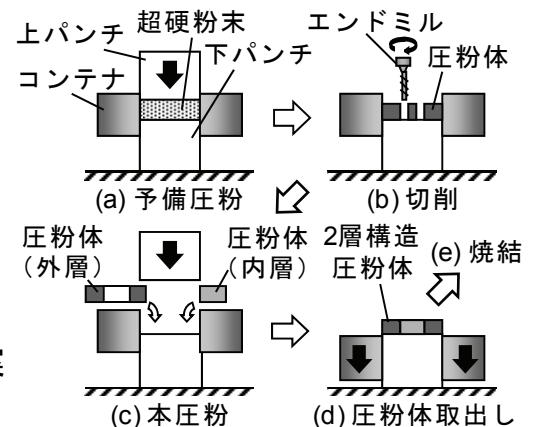 上パンチ
超硬粉末
エンドミル
コンテナ
下パンチ
圧粉体
(a) 予備圧粉
(b) 切削
圧粉体
(外層)
圧粉体
(内層)
2層構造
圧粉体
(e) 焼結
(c) 本圧粉
(d) 圧粉体取出し